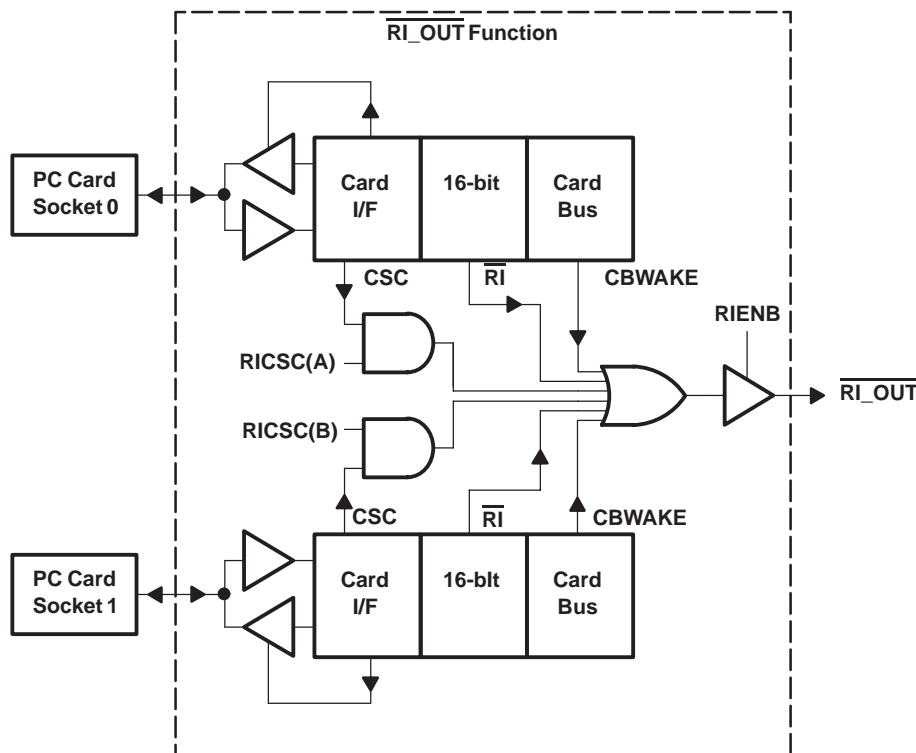 RI_OUT Function
PC Card
Socket 0
Card
I/F
16-bit
Card
Bus
CSC
RI
CBWAKE
RIENB
RICSC(A)
RI_OUT
RICSC(B)
CSC
RI
CBWAKE
PC Card
Socket 1
Card
I/F
16-bIt
Card
Bus